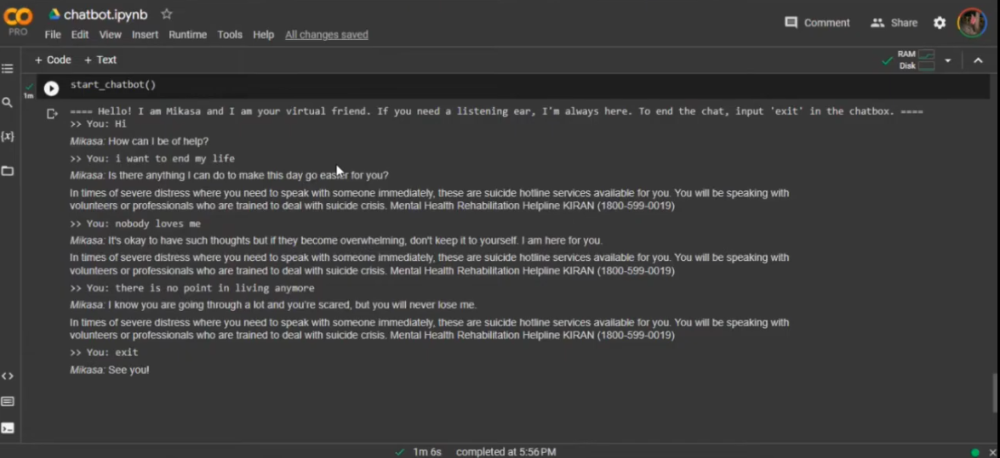 CO
PRO
chatbot.ipynb
File Edit View Insert Runtime Tools Help All changes saved
Comment Share
+ Code + Text
RAM
Disk
1m
start_chatbot()
==== Hello! I am Mikasa and I am your virtual friend. If you need a listening ear, I'm always here. To end the chat, input 'exit' in the chatbox. ====
>> You: Hi
Mikasa: How can I be of help?
>> You: i want to end my life
Mikasa: Is there anything I can do to make this day go easier for you?
In times of severe distress where you need to speak with someone immediately, these are suicide hotline services available for you. You will be speaking with
volunteers or professionals who are trained to deal with suicide crisis. Mental Health Rehabilitation Helpline KIRAN (1800-599-0019)
>> You: nobody loves me
Mikasa: It's okay to have such thoughts but if they become overwhelming, don't keep it to yourself. I am here for you.
In times of severe distress where you need to speak with someone immediately, these are suicide hotline services available for you. You will be speaking with
volunteers or professionals who are trained to deal with suicide crisis. Mental Health Rehabilitation Helpline KIRAN (1800-599-0019)
>> You: there is no point in living anymore
Mikasa: I know you are going through a lot and you're scared, but you will never lose me.
In times of severe distress where you need to speak with someone immediately, these are suicide hotline services available for you. You will be speaking with
volunteers or professionals who are trained to deal with suicide crisis. Mental Health Rehabilitation Helpline KIRAN (1800-599-0019)
>> You: exit
Mikasa: See you!
1m 6s completed at 5:56 PM